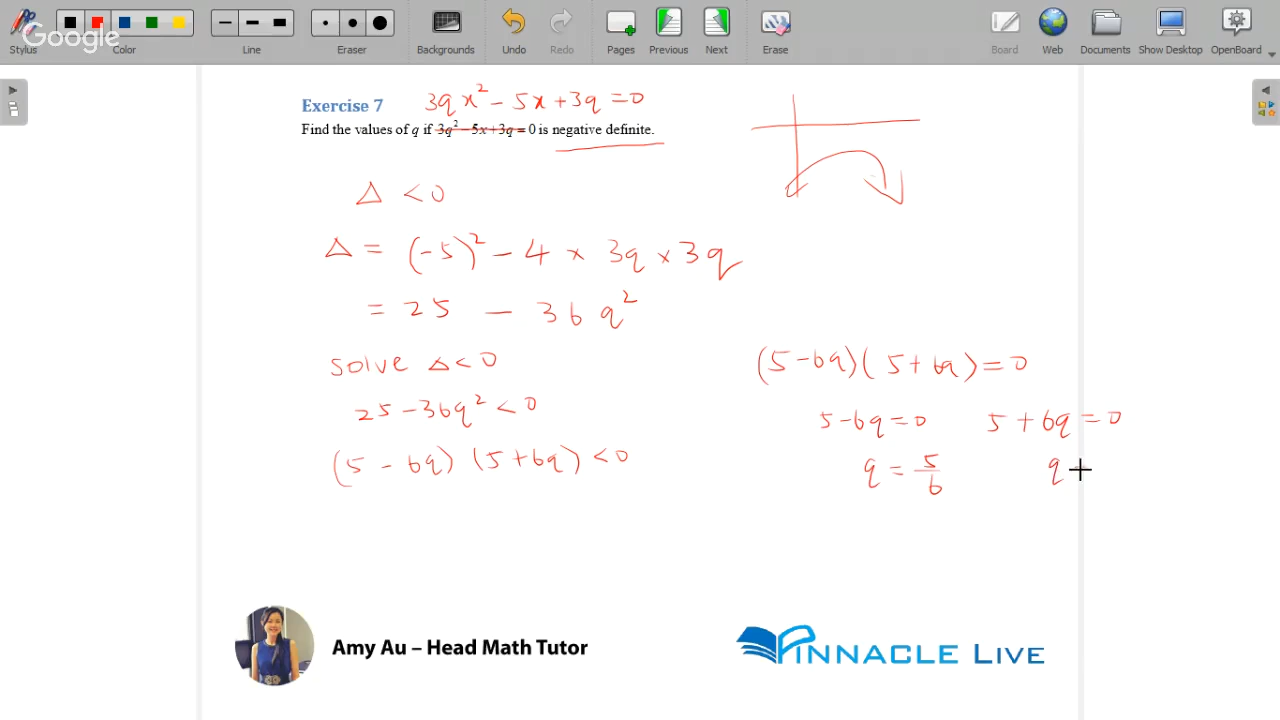 Stylus
Color
Line
Eraser
Backgrounds
Undo
Redo
Pages
Previous
Next
Erase
Board
Web
Documents
Show Desktop
OpenBoard
Google
Exercise 7
3qx² - 5x + 3q = 0
Find the values of q if 3q² - 5x + 3q = 0 is negative definite.
Δ < 0
Δ = (-5)² - 4 × 3q × 3q
= 25 - 36q²
solve Δ < 0
25 - 36q² < 0
(5 - 6q) (5 + 6q) < 0
(5 - 6q)(5 + 6q) = 0
5 - 6q = 0 5 + 6q = 0
q = 5/6 q
Amy Au – Head Math Tutor
PINNACLE LIVE